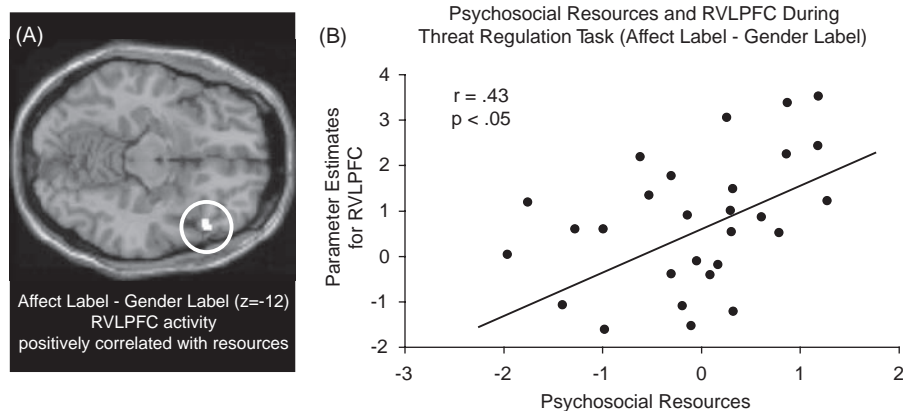 (A)
Affect Label - Gender Label (z=-12)
RVLPFC activity
positively correlated with resources
(B)
Psychosocial Resources and RVLPFC During
Threat Regulation Task (Affect Label - Gender Label)
r = .43
p < .05
Parameter Estimates
for RVLPFC
4
3
2
1
0
-1
-2
-3
-2
-1
0
1
2
Psychosocial Resources